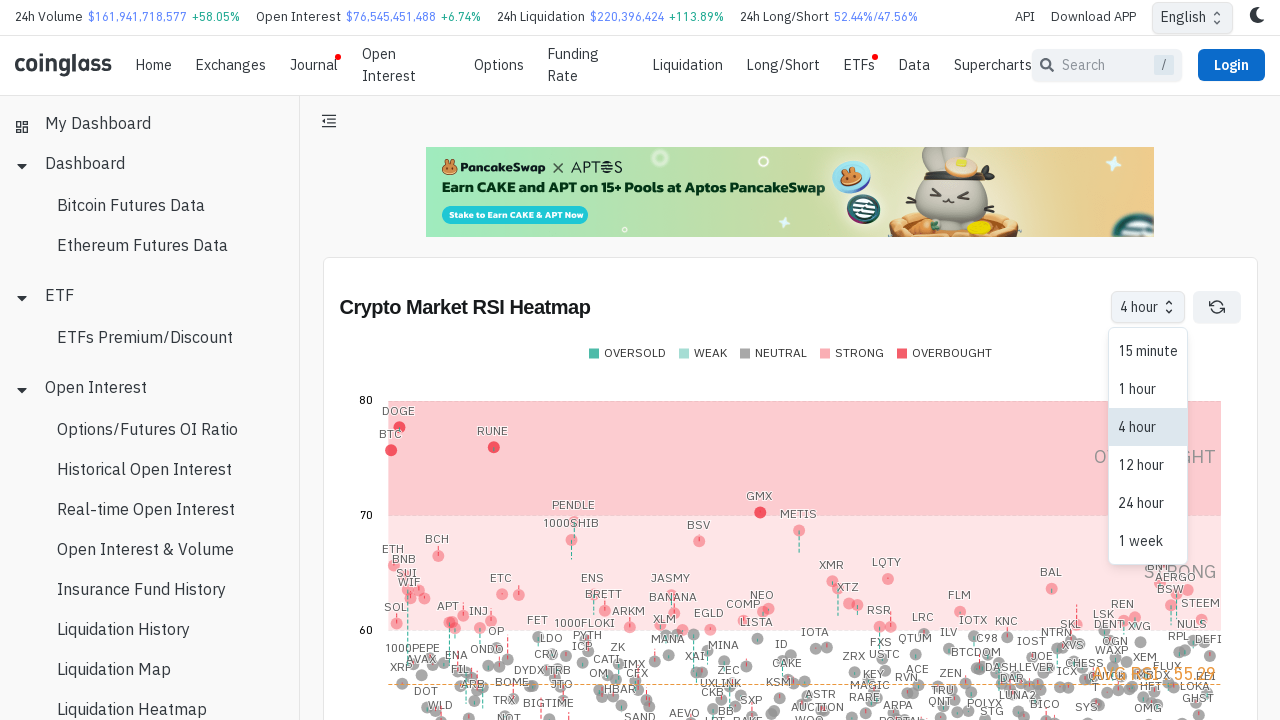 24h Volume $161,941,718,577 +58.05% Open Interest $76,545,451,488 +6.74% 24h Liquidation $220,396,424 +113.89% 24h Long/Short 52.44%/47.56% API Download APP English
coinglass Home Exchanges Journal Open Interest Options Funding Rate Liquidation Long/Short ETFs Data Supercharts Search / Login
My Dashboard
Dashboard
Bitcoin Futures Data
Ethereum Futures Data
ETF
ETFs Premium/Discount
Open Interest
Options/Futures OI Ratio
Historical Open Interest
Real-time Open Interest
Open Interest & Volume
Insurance Fund History
Liquidation History
Liquidation Map
Liquidation Heatmap
PancakeSwap × APTOS
Earn CAKE and APT on 15+ Pools at Aptos PancakeSwap
Stake to Earn CAKE & APT Now
Crypto Market RSI Heatmap
4 hour
15 minute
1 hour
4 hour
12 hour
24 hour
1 week
OVERSOLD WEAK NEUTRAL STRONG OVERBOUGHT
80
DOGE
BTC
RUNE
GMX
PENDLE
70
METIS
1000SHIB
BSV
BCH
ETH
BNB
SUI
WIF
XMR
LQTY
BAL
STRONG
AERGO
BSW
ETC
ENS
JASMY
XTZ
BRETT
BANANA
NEO
FLM
SOL
APT
INJ
ARKM
COMP
RSR
REN
STEEM
FET
1000FLOKI
XLM
EGLD
LISTA
LRC
IOTX
KNC
LSK
SKL
DENT
XVG
NULS
60
OP
LDO
PYTH
ICP
MANA
IOTA
FXS
QTUM
ILV
C98
IOST
NTRN
OGN
RPL
DEFI
1000PEPE
AVAX
ENA
ONDO
CRV
ZK
CATI
XAI
MINA
ID
ZRX
USTC
BTCDOM
JOE
XVS
WAXP
XEM
XRP
FIL
DYDX
TRB
OM
IMX
CFX
UXLINK
ZEC
CAKE
KSM
KEY
ACE
RVN
ZEN
DASH
LEVER
ICX
CHESS
FLUX
ARB
BOME
JTO
HBAR
CKB
MAGIC
TRU
DAR
QUICK
HFT
LOKA
DOT
WLD
TRX
NOT
BIGTIME
SAND
AEVO
SXP
BB
ASTR
AUCTION
RARE
ARPA
QNT
POLYX
STG
LUNA2
BICO
SYS
T
OMG
GHST